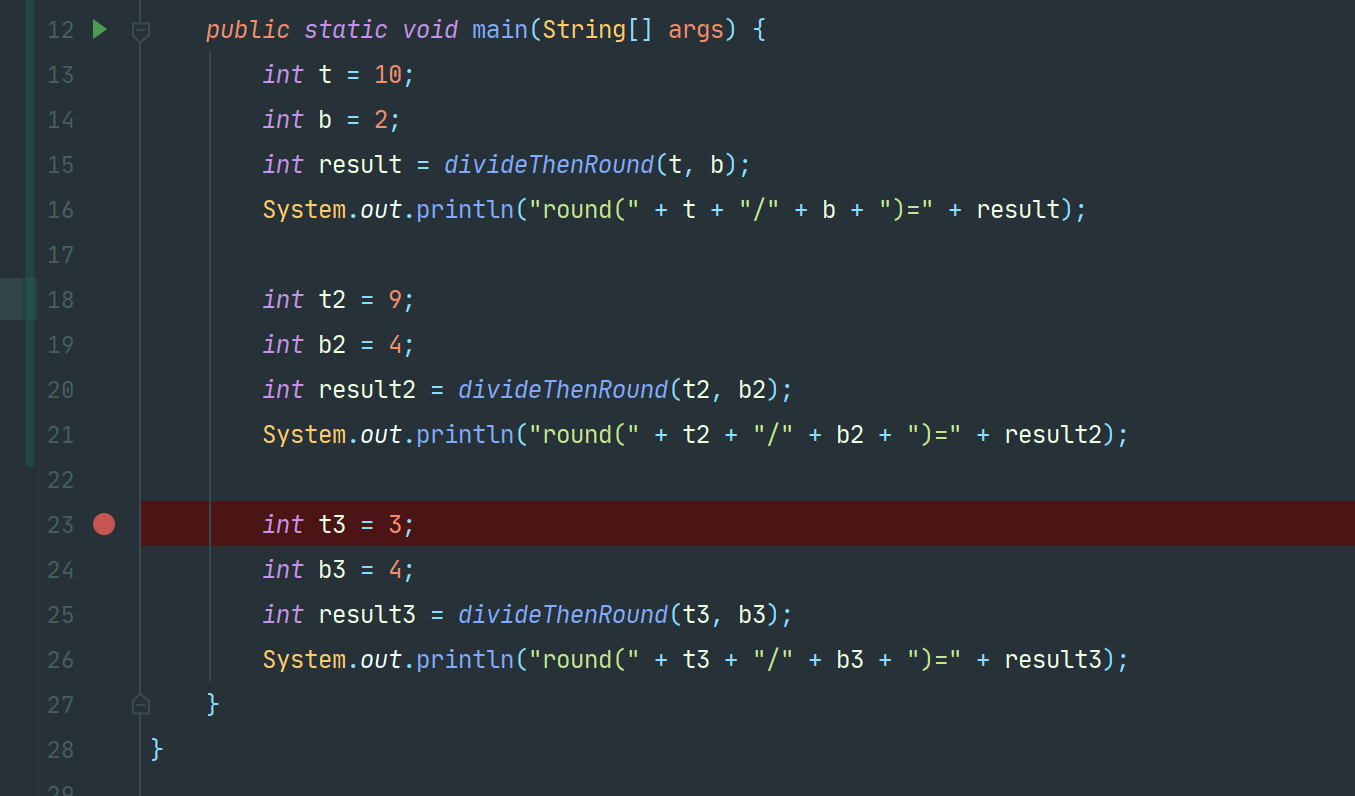 12 public static void main(String[] args) {
13 int t = 10;
14 int b = 2;
15 int result = divideThenRound(t, b);
16 System.out.println("round(" + t + "/" + b + ")=" + result);
17
18 int t2 = 9;
19 int b2 = 4;
20 int result2 = divideThenRound(t2, b2);
21 System.out.println("round(" + t2 + "/" + b2 + ")=" + result2);
22
23 int t3 = 3;
24 int b3 = 4;
25 int result3 = divideThenRound(t3, b3);
26 System.out.println("round(" + t3 + "/" + b3 + ")=" + result3);
27 }
28 }
29